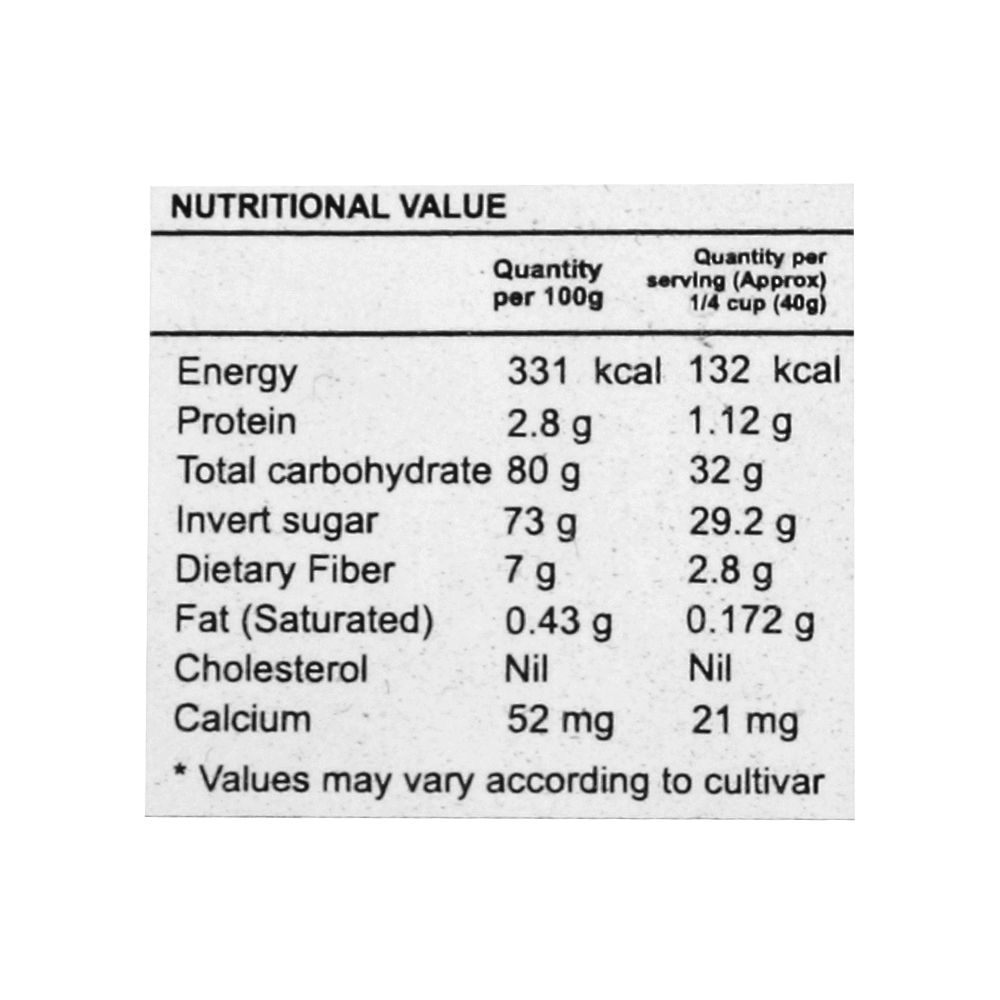 NUTRITIONAL VALUE
Quantity per 100g
Quantity per serving (Approx) 1/4 cup (40g)
Energy 331 kcal 132 kcal
Protein 2.8 g 1.12 g
Total carbohydrate 80 g 32 g
Invert sugar 73 g 29.2 g
Dietary Fiber 7 g 2.8 g
Fat (Saturated) 0.43 g 0.172 g
Cholesterol Nil Nil
Calcium 52 mg 21 mg
* Values may vary according to cultivar